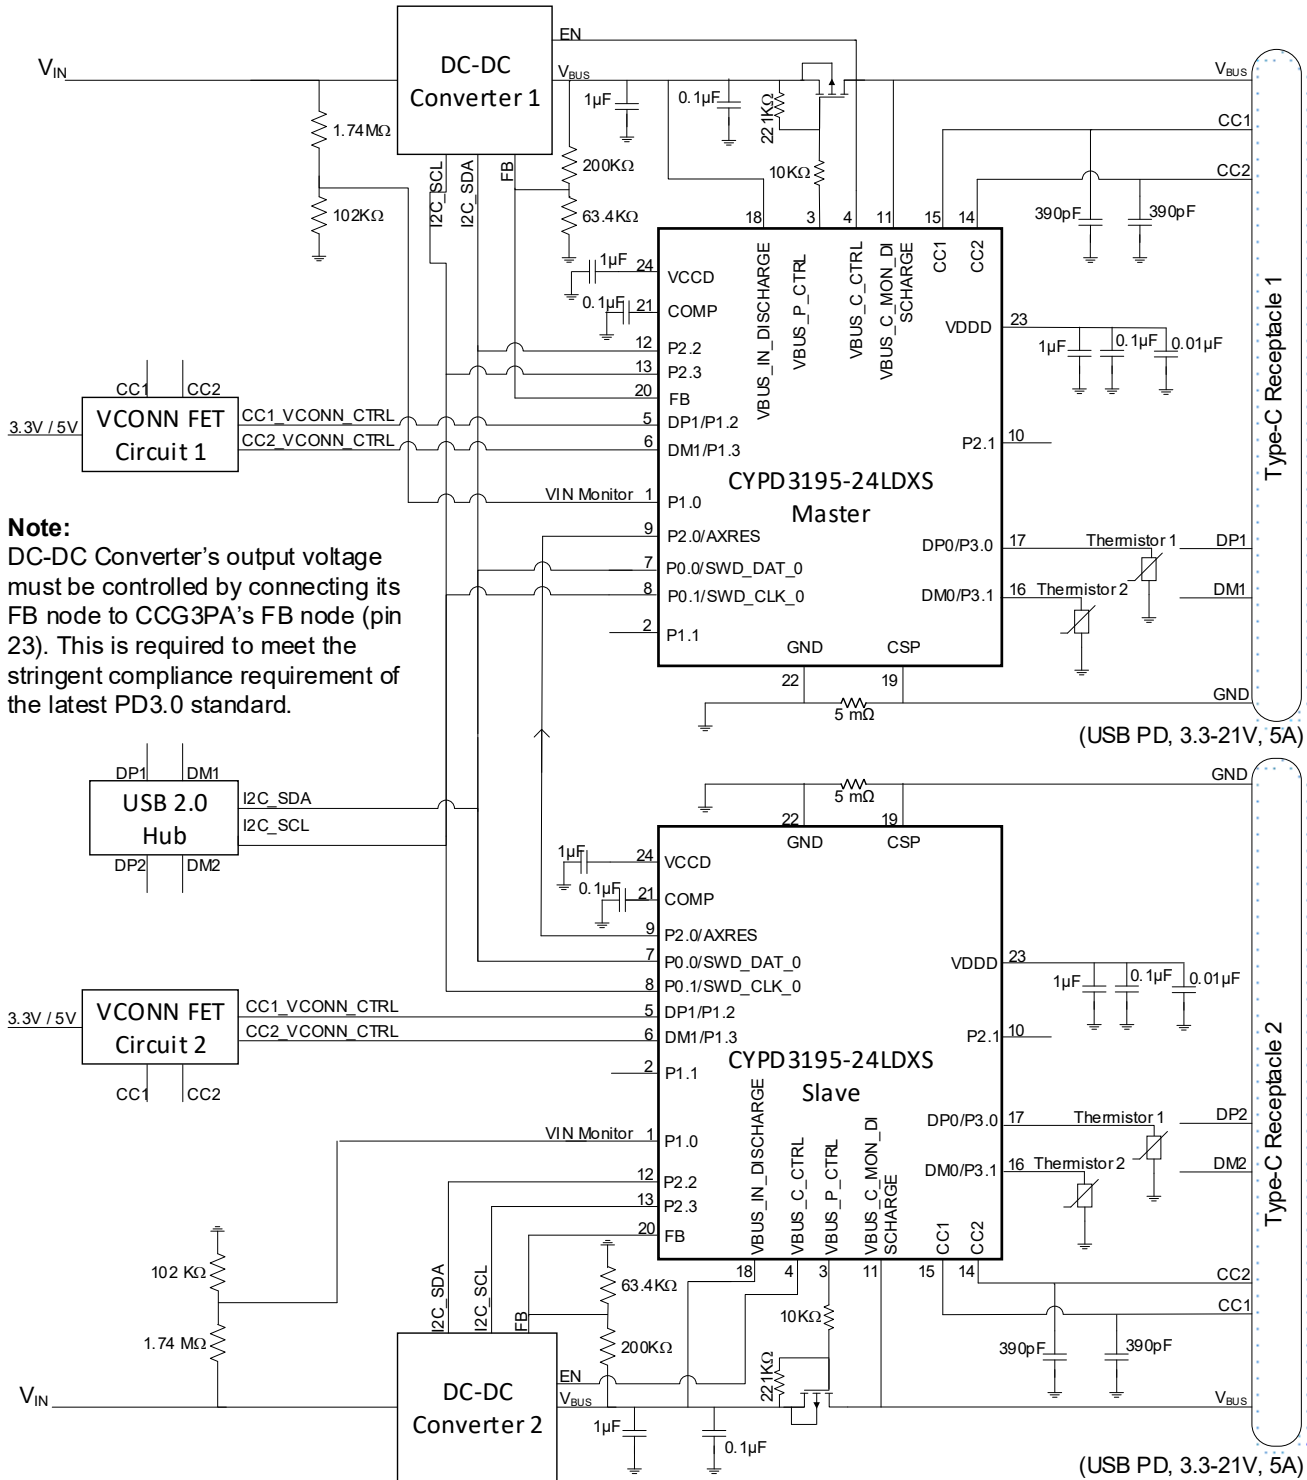 DC-DC
Converter 1
EN
VIN
VBUS
1µF
0.1µF
221KΩ
VBUS
1.74MΩ
CC1
I2C_SCL
I2C_SDA
FB
200KΩ
10KΩ
CC2
102KΩ
63.4KΩ
18
3
4
11
15
14
390pF
390pF
1µF
24
VCCD
VBUS_IN_DISCHARGE
VBUS_P_CTRL
VBUS_C_CTRL
VBUS_C_MON_DI
SCHARGE
CC1
CC2
0.1µF
21
COMP
VDDD
23
12
P2.2
1µF
0.1µF
0.01µF
13
P2.3
CC1
CC2
20
FB
3.3V / 5V
VCONN FET
Circuit 1
CC1_VCONN_CTRL
5
DP1/P1.2
CC2_VCONN_CTRL
6
DM1/P1.3
P2.1
10
CYPD3195-24LDXS
Master
VIN Monitor
1
P1.0
Type-C Receptacle 1
Note:
DC-DC Converter's output voltage
must be controlled by connecting its
FB node to CCG3PA's FB node (pin
23). This is required to meet the
stringent compliance requirement of
the latest PD3.0 standard.
9
P2.0/AXRES
DP0/P3.0
17
Thermistor 1
DP1
7
P0.0/SWD_DAT_0
8
P0.1/SWD_CLK_0
DM0/P3.1
16
Thermistor 2
DM1
2
P1.1
GND
CSP
22
19
GND
5 mΩ
(USB PD, 3.3-21V, 5A)
DP1
DM1
USB 2.0
Hub
I2C_SDA
I2C_SCL
DP2
DM2
GND
5 mΩ
22
19
GND
CSP
1µF
24
VCCD
0.1µF
21
COMP
9
P2.0/AXRES
7
P0.0/SWD_DAT_0
VDDD
23
8
P0.1/SWD_CLK_0
1µF
0.1µF
0.01µF
3.3V / 5V
VCONN FET
Circuit 2
CC1_VCONN_CTRL
5
DP1/P1.2
CC2_VCONN_CTRL
6
DM1/P1.3
P2.1
10
CC1
CC2
2
P1.1
CYPD3195-24LDXS
Slave
Type-C Receptacle 2
VIN Monitor
1
P1.0
DP0/P3.0
17
Thermistor 1
DP2
12
P2.2
DM0/P3.1
16
Thermistor 2
DM2
13
P2.3
20
FB
VBUS_IN_DISCHARGE
VBUS_C_CTRL
VBUS_P_CTRL
VBUS_C_MON_DI
SCHARGE
CC1
CC2
18
4
3
11
15
14
102 KΩ
63.4KΩ
CC2
I2C_SDA
I2C_SCL
FB
10KΩ
CC1
1.74 MΩ
200KΩ
390pF
390pF
EN
221KΩ
VIN
DC-DC
Converter 2
VBUS
VBUS
1µF
0.1µF
(USB PD, 3.3-21V, 5A)